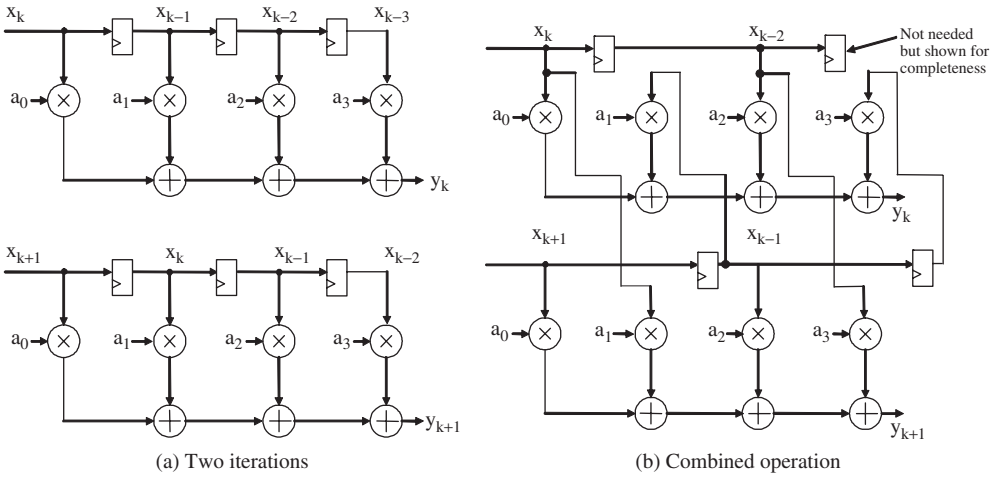 xk xk−1 xk−2 xk−3
a0 × a1 × a2 × a3 ×
+ + + yk
xk+1 xk xk−1 xk−2
a0 × a1 × a2 × a3 ×
+ + + yk+1
(a) Two iterations
xk xk−2
Not needed
but shown for
completeness
a0 × a1 × a2 × a3 ×
+ + + yk
xk+1 xk−1
a0 × a1 × a2 × a3 ×
+ + + yk+1
(b) Combined operation